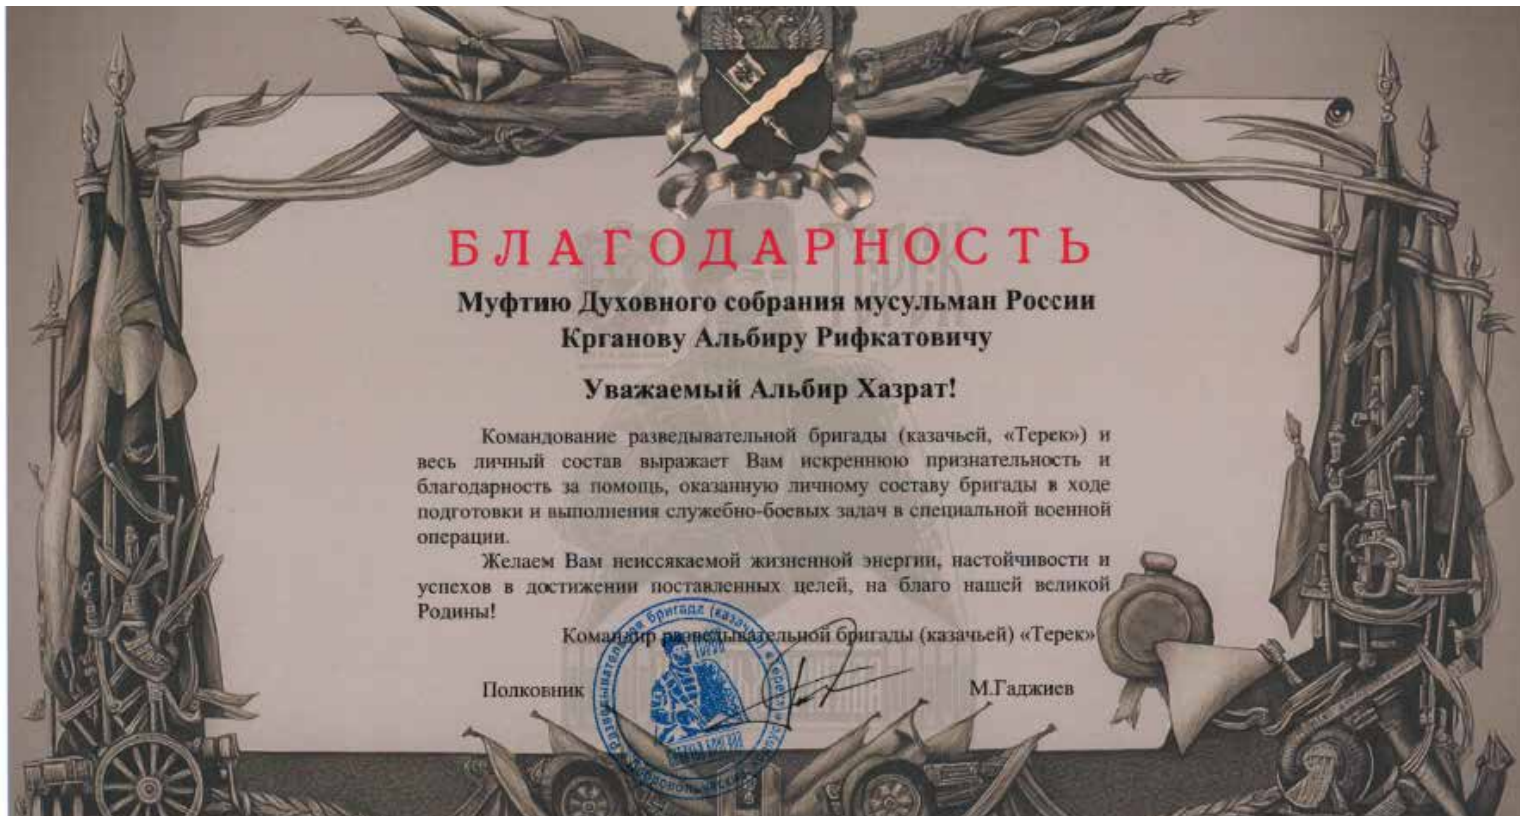 БЛАГОДАРНОСТЬ
Муфтию Духовного собрания мусульман России
Крганову Альбиру Рифкатовичу
Уважаемый Альбир Хазрат!
Командование разведывательной бригады (казачьей, «Терек») и
весь личный состав выражает Вам искреннюю признательность и
благодарность за помощь, оказанную личному составу бригады в ходе
подготовки и выполнения служебно-боевых задач в специальной военной
операции.
Желаем Вам неиссякаемой жизненной энергии, настойчивости и
успехов в достижении поставленных целей, на благо нашей великой
Родины!
Командир разведывательной бригады (казачьей) «Терек»
Полковник
М.Гаджиев
ТЕРЕК